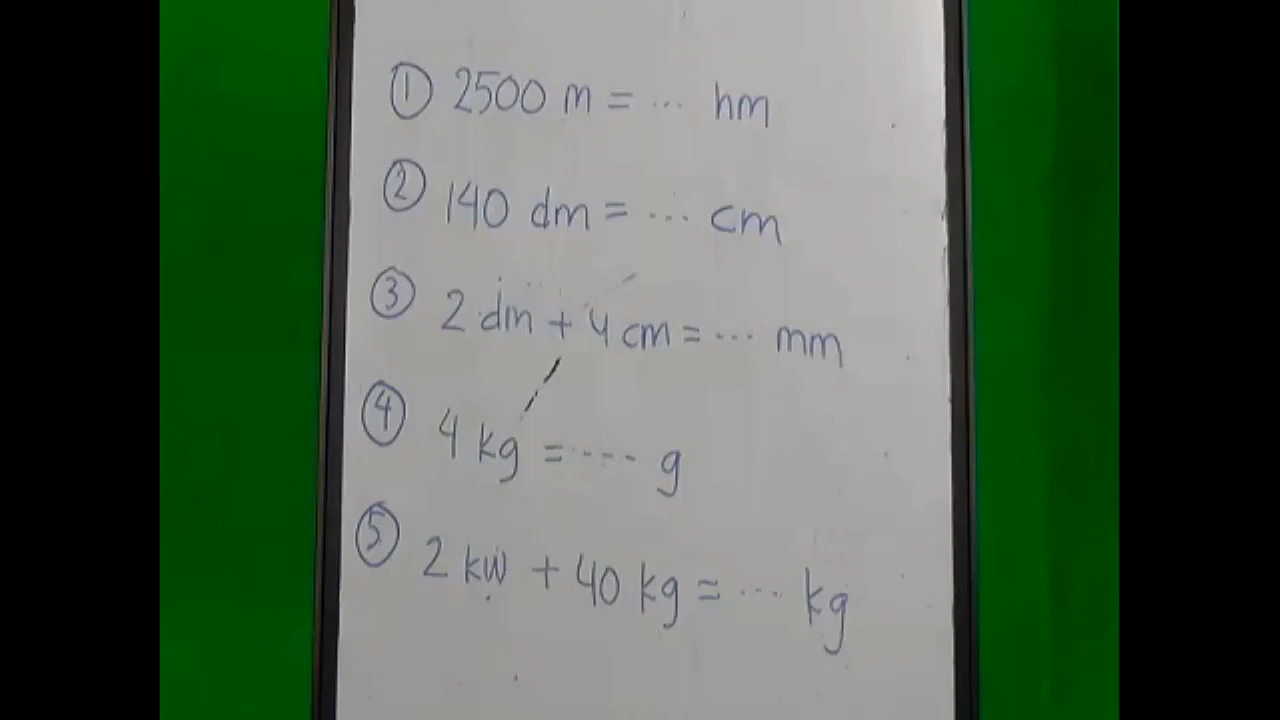 ① 2500 m = ... hm
② 140 dm = ... cm
③ 2 dm + 4 cm = ... mm
④ 4 kg = .... g
⑤ 2 kw + 40 kg = ... kg